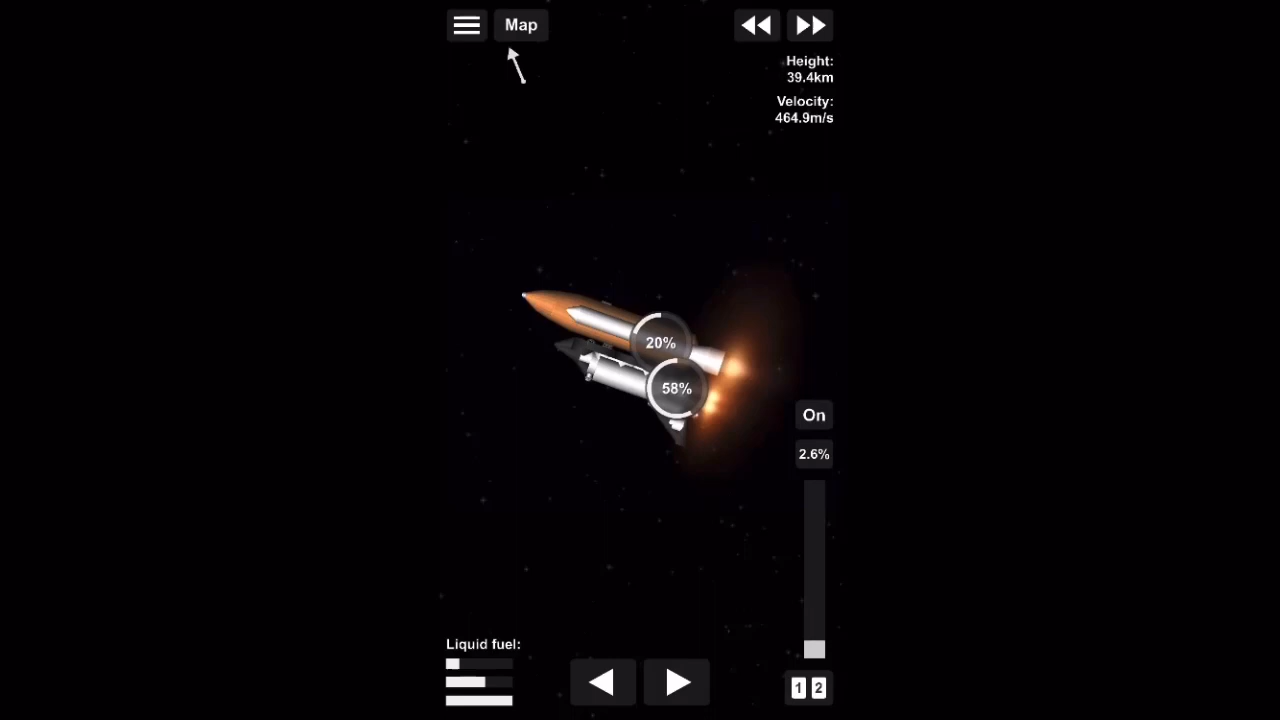 Map
Height:
39.4km
Velocity:
464.9m/s
20%
58%
On
2.6%
Liquid fuel:
1 2